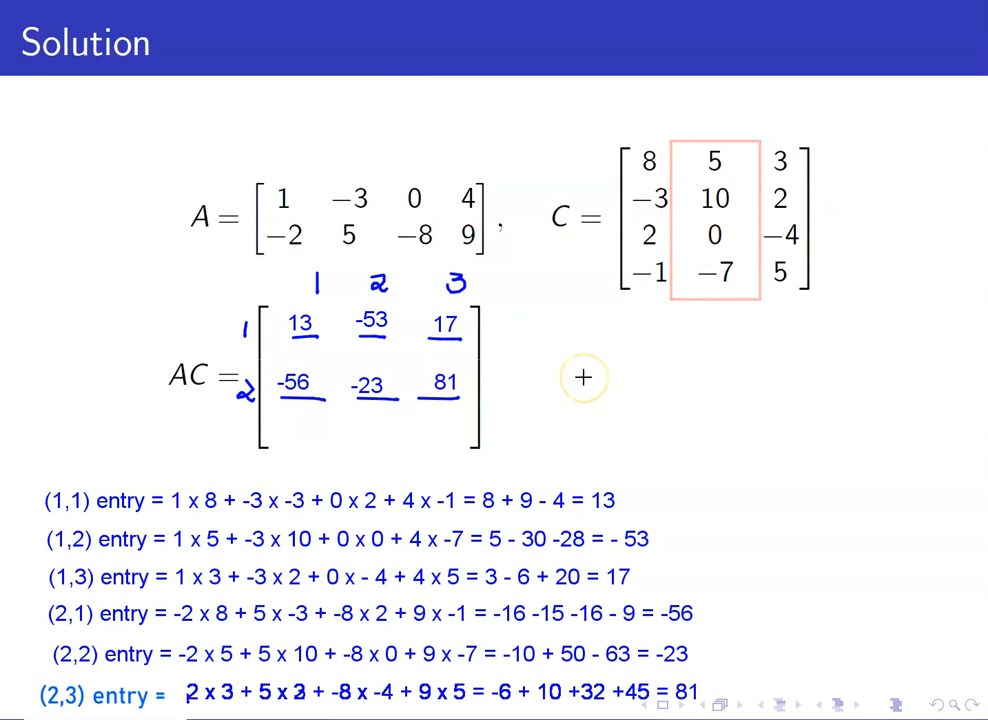 Solution
A = [ 1 −3 0 4
−2 5 −8 9 ] ,
C = [ 8 5 3
−3 10 2
2 0 −4
−1 −7 5 ]
1 2 3
1 13 -53 17
AC =
2 -56 -23 81
+
(1,1) entry = 1 x 8 + -3 x -3 + 0 x 2 + 4 x -1 = 8 + 9 - 4 = 13
(1,2) entry = 1 x 5 + -3 x 10 + 0 x 0 + 4 x -7 = 5 - 30 -28 = - 53
(1,3) entry = 1 x 3 + -3 x 2 + 0 x - 4 + 4 x 5 = 3 - 6 + 20 = 17
(2,1) entry = -2 x 8 + 5 x -3 + -8 x 2 + 9 x -1 = -16 -15 -16 - 9 = -56
(2,2) entry = -2 x 5 + 5 x 10 + -8 x 0 + 9 x -7 = -10 + 50 - 63 = -23
(2,3) entry = 2 x 3 + 5 x 2 + -8 x -4 + 9 x 5 = -6 + 10 +32 +45 = 81